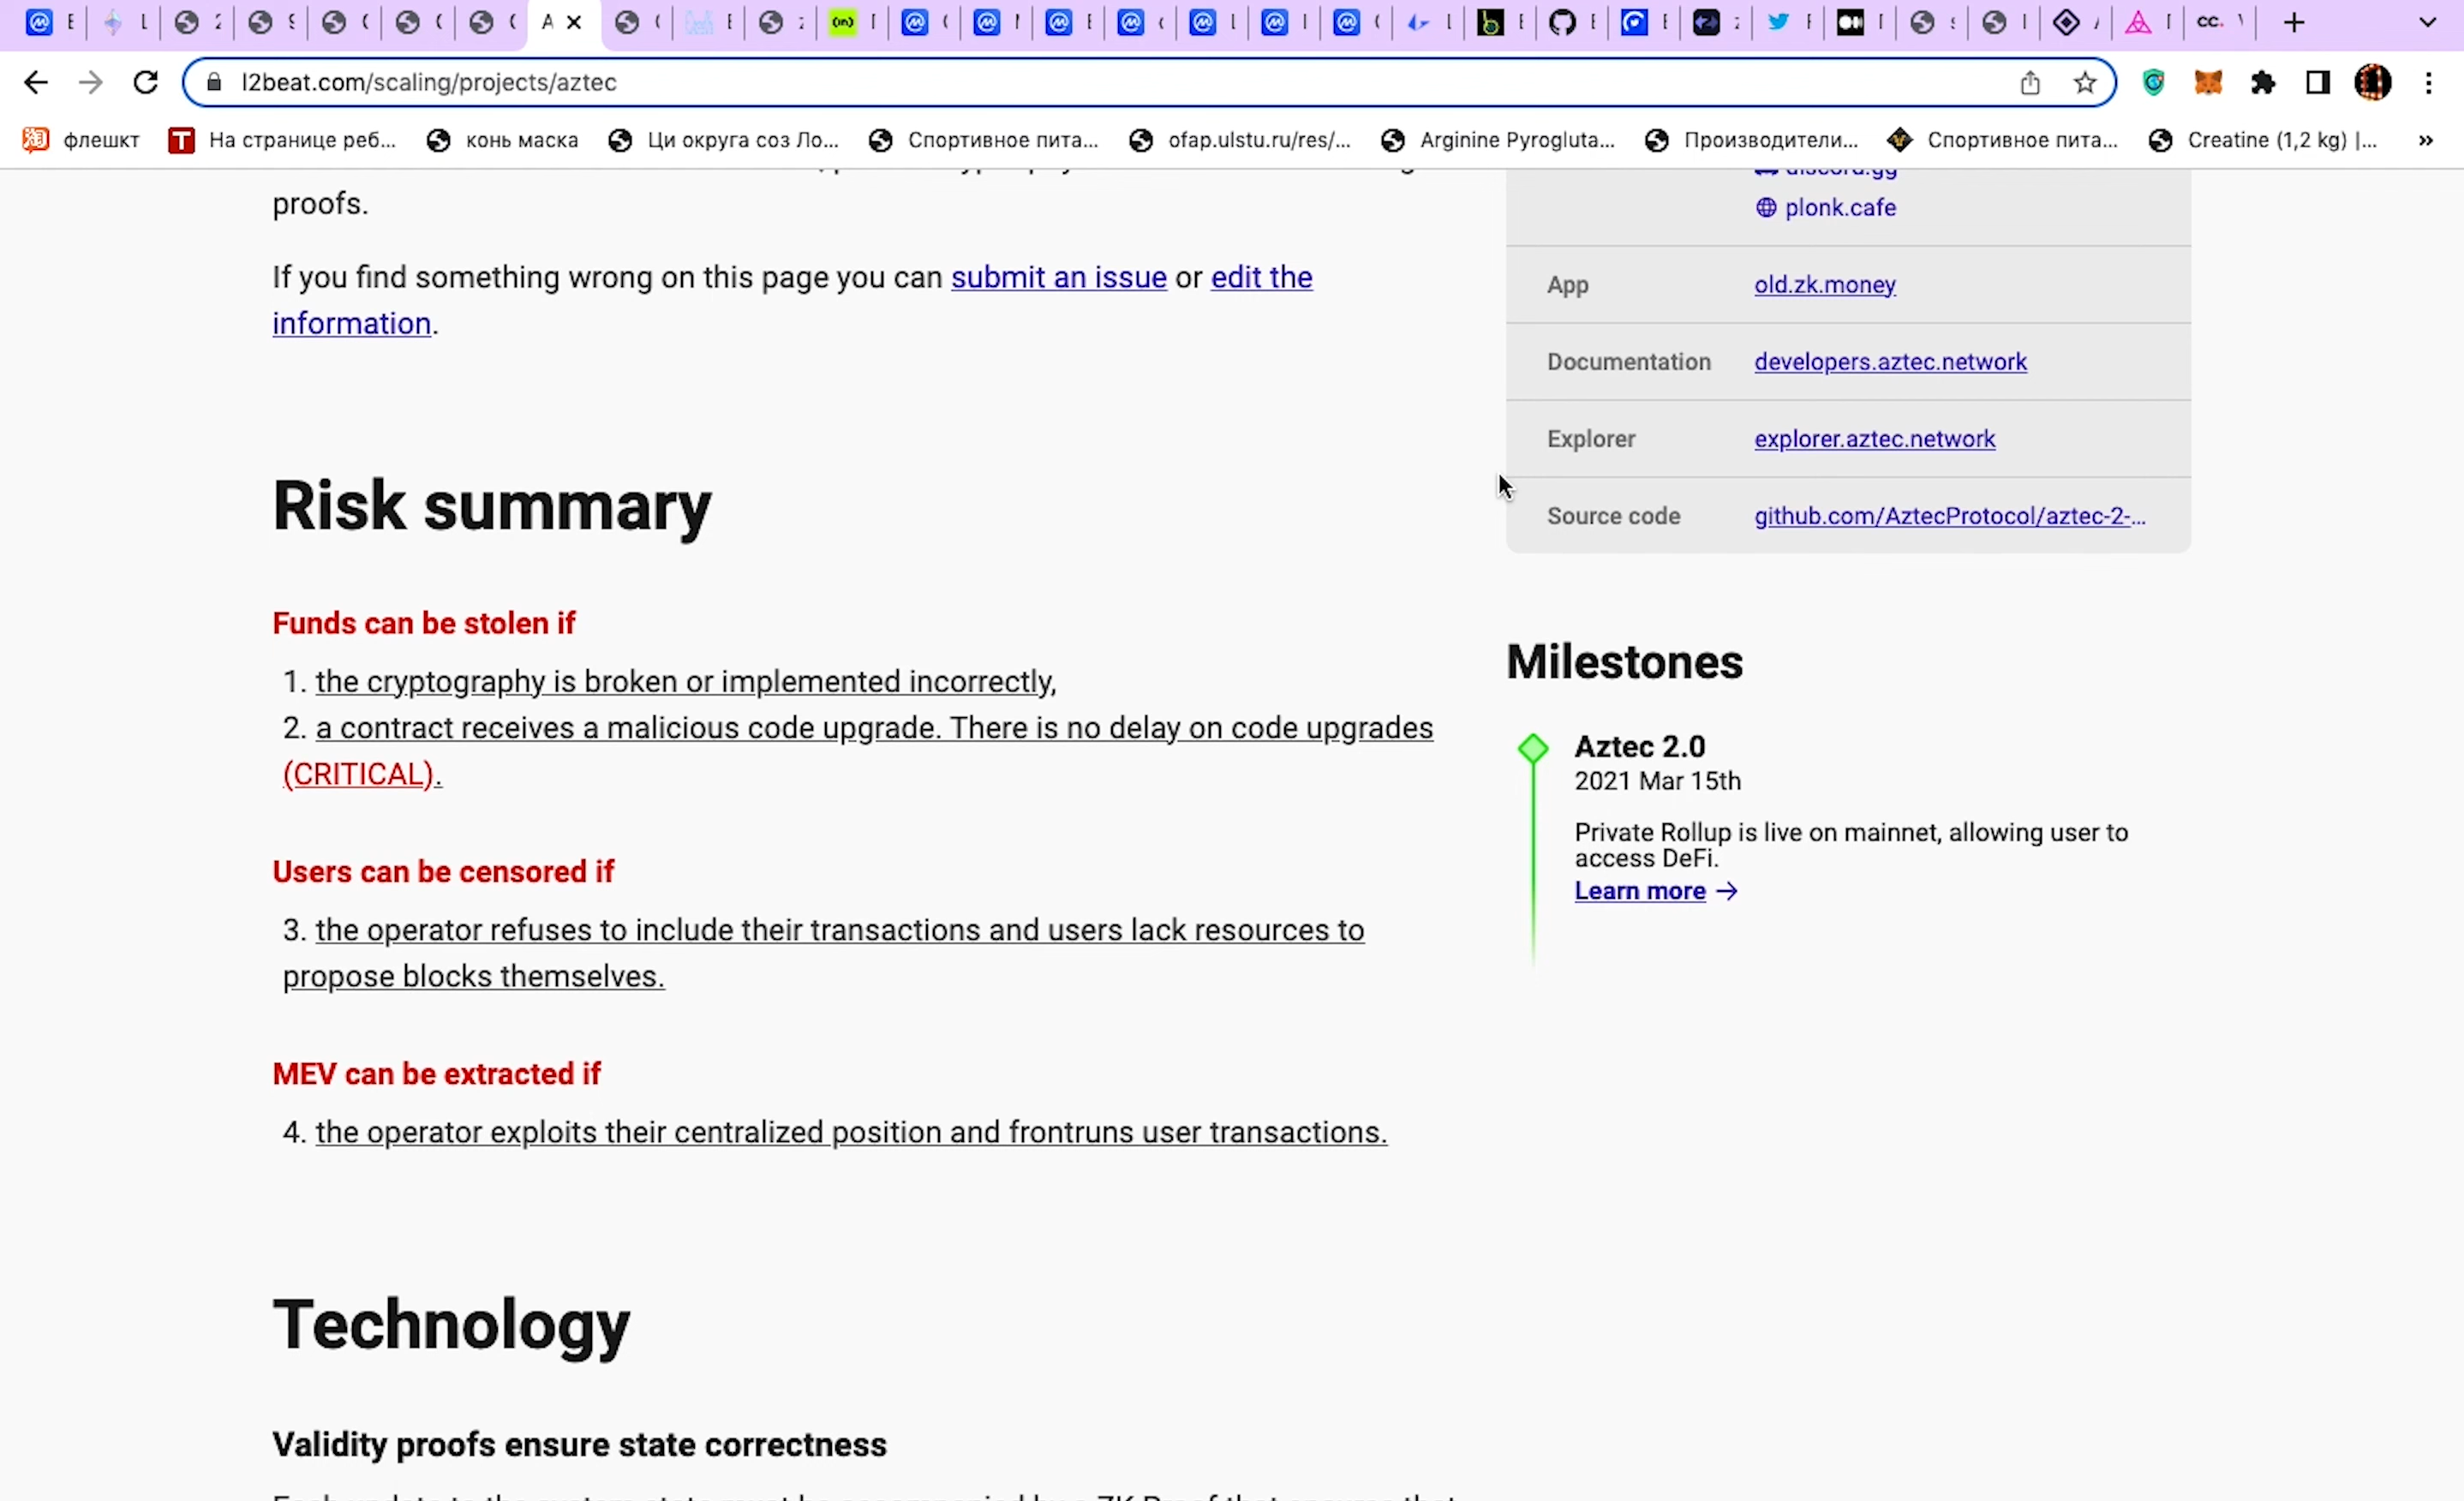 l2beat.com/scaling/projects/aztec
флешкт
На странице реб...
конь маска
Ци округа соз Ло...
Спортивное пита...
ofap.ulstu.ru/res/...
Arginine Pyrogluta...
Производители...
Спортивное пита...
Creatine (1,2 kg) |...
proofs.
If you find something wrong on this page you can submit an issue or edit the
information.
Risk summary
Funds can be stolen if
1. the cryptography is broken or implemented incorrectly,
2. a contract receives a malicious code upgrade. There is no delay on code upgrades
(CRITICAL).
Users can be censored if
3. the operator refuses to include their transactions and users lack resources to
propose blocks themselves.
MEV can be extracted if
4. the operator exploits their centralized position and frontruns user transactions.
Technology
Validity proofs ensure state correctness
discord.gg
plonk.cafe
App old.zk.money
Documentation developers.aztec.network
Explorer explorer.aztec.network
Source code github.com/AztecProtocol/aztec-2-...
Milestones
Aztec 2.0
2021 Mar 15th
Private Rollup is live on mainnet, allowing user to
access DeFi.
Learn more →